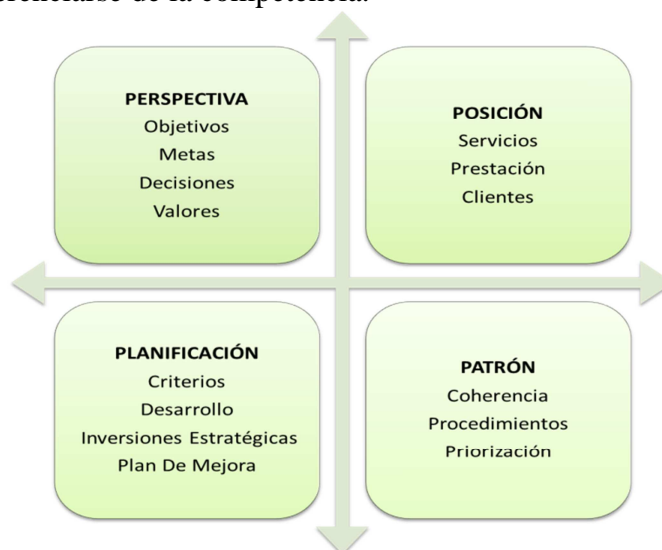 de la competencia.
PERSPECTIVA
Objetivos
Metas
Decisiones
Valores
POSICIÓN
Servicios
Prestación
Clientes
PLANIFICACIÓN
Criterios
Desarrollo
Inversiones Estratégicas
Plan De Mejora
PATRÓN
Coherencia
Procedimientos
Priorización